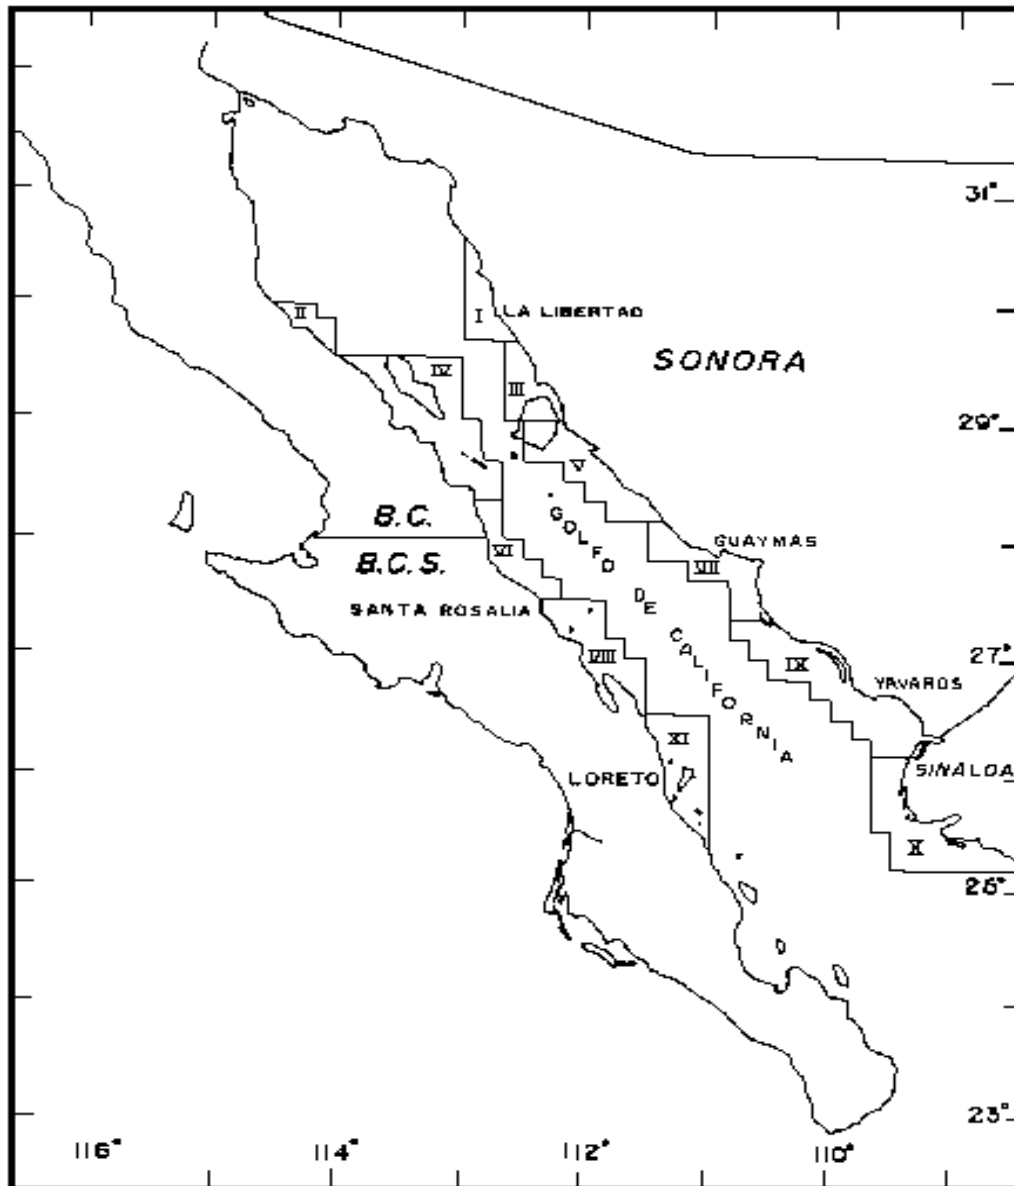 31°
II
I
LA LIBERTAD
SONORA
IV
III
29°
V
B.C.
GOLFO DE CALIFORNIA
GUAYMAS
VI
B.C.S.
VII
SANTA ROSALIA
VIII
IX
27°
YAVAROS
XI
LORETO
SINALOA
X
25°
23°
116° 114° 112° 110°